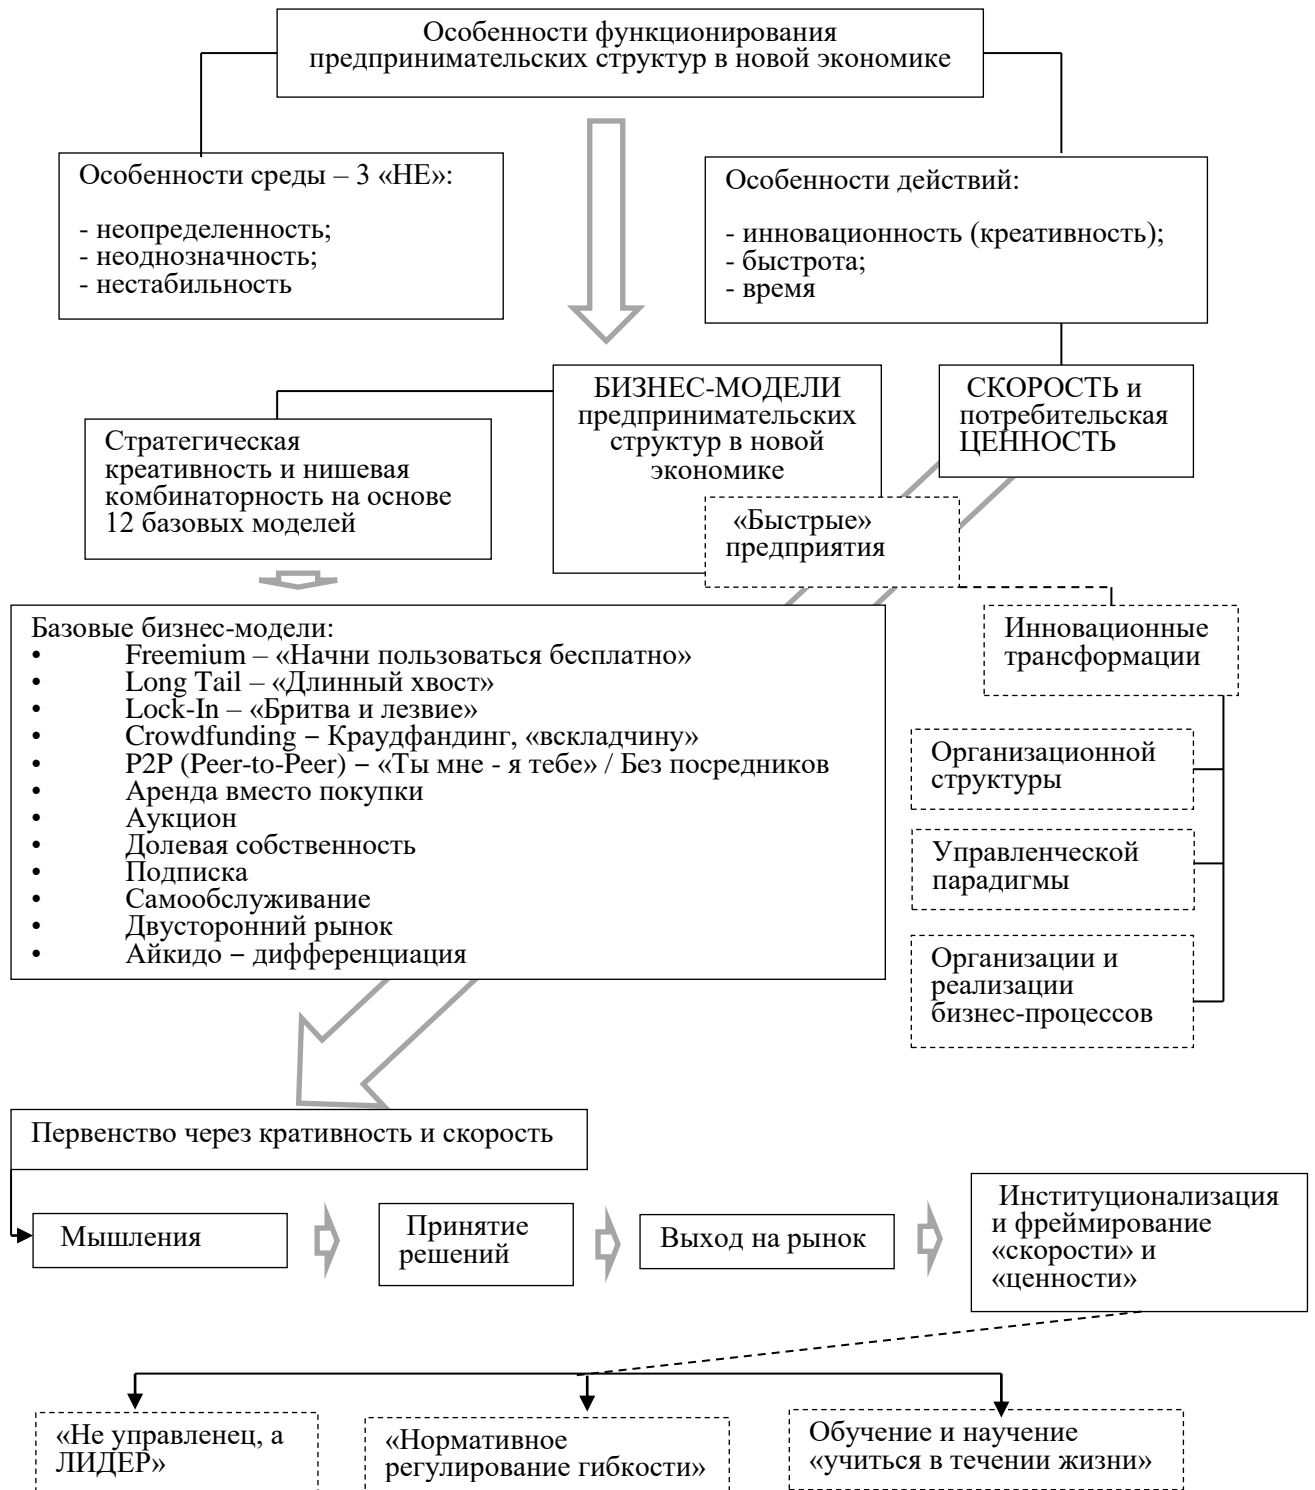 Особенности функционирования
предпринимательских структур в новой экономике
Особенности среды – 3 «НЕ»:
- неопределенность;
- неоднозначность;
- нестабильность
Особенности действий:
- инновационность (креативность);
- быстрота;
- время
БИЗНЕС-МОДЕЛИ
предпринимательских
структур в новой
экономике
СКОРОСТЬ и
потребительская
ЦЕННОСТЬ
Стратегическая
креативность и нишевая
комбинаторность на основе
12 базовых моделей
«Быстрые»
предприятия
Базовые бизнес-модели:
• Freemium – «Начни пользоваться бесплатно»
• Long Tail – «Длинный хвост»
• Lock-In – «Бритва и лезвие»
• Crowdfunding – Краудфандинг, «вскладчину»
• P2P (Peer-to-Peer) – «Ты мне - я тебе» / Без посредников
• Аренда вместо покупки
• Аукцион
• Долевая собственность
• Подписка
• Самообслуживание
• Двусторонний рынок
• Айкидо – дифференциация
Инновационные
трансформации
Организационной
структуры
Управленческой
парадигмы
Организации и
реализации
бизнес-процессов
Первенство через кративность и скорость
Мышления
Принятие
решений
Выход на рынок
Институционализация
и фреймирование
«скорости» и
«ценности»
«Не управленец, а
ЛИДЕР»
«Нормативное
регулирование гибкости»
Обучение и научение
«учиться в течении жизни»